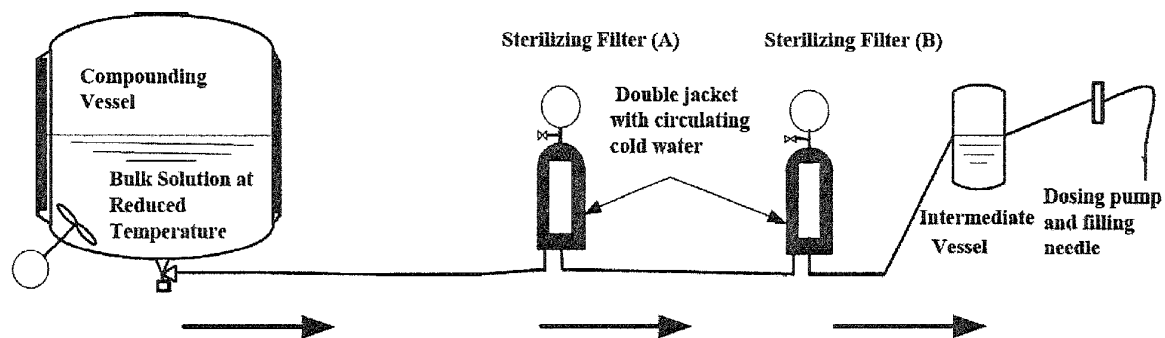 Sterilizing Filter (A)
Sterilizing Filter (B)
Compounding
Vessel
Double jacket
with circulating
cold water
Bulk Solution at
Reduced
Temperature
Intermediate
Vessel
Dosing pump
and filling
needle